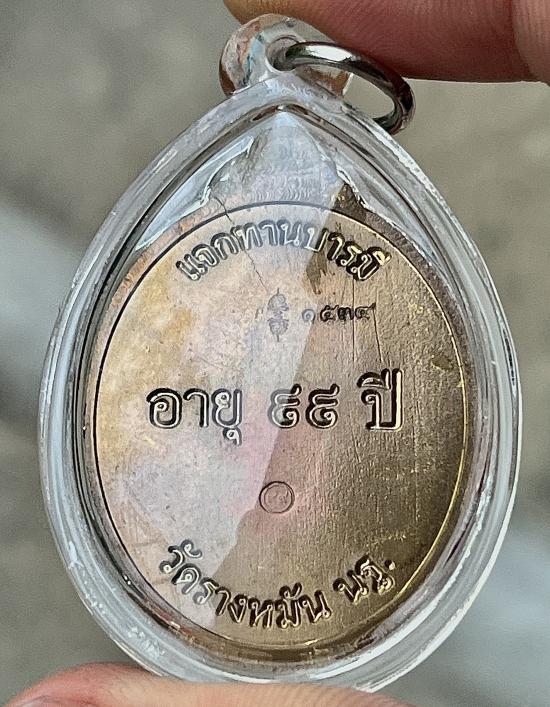 แจกทานบารมี
๑๕๓๙
อายุ ๙๙ ปี
วัดรางหมัน นฐ.